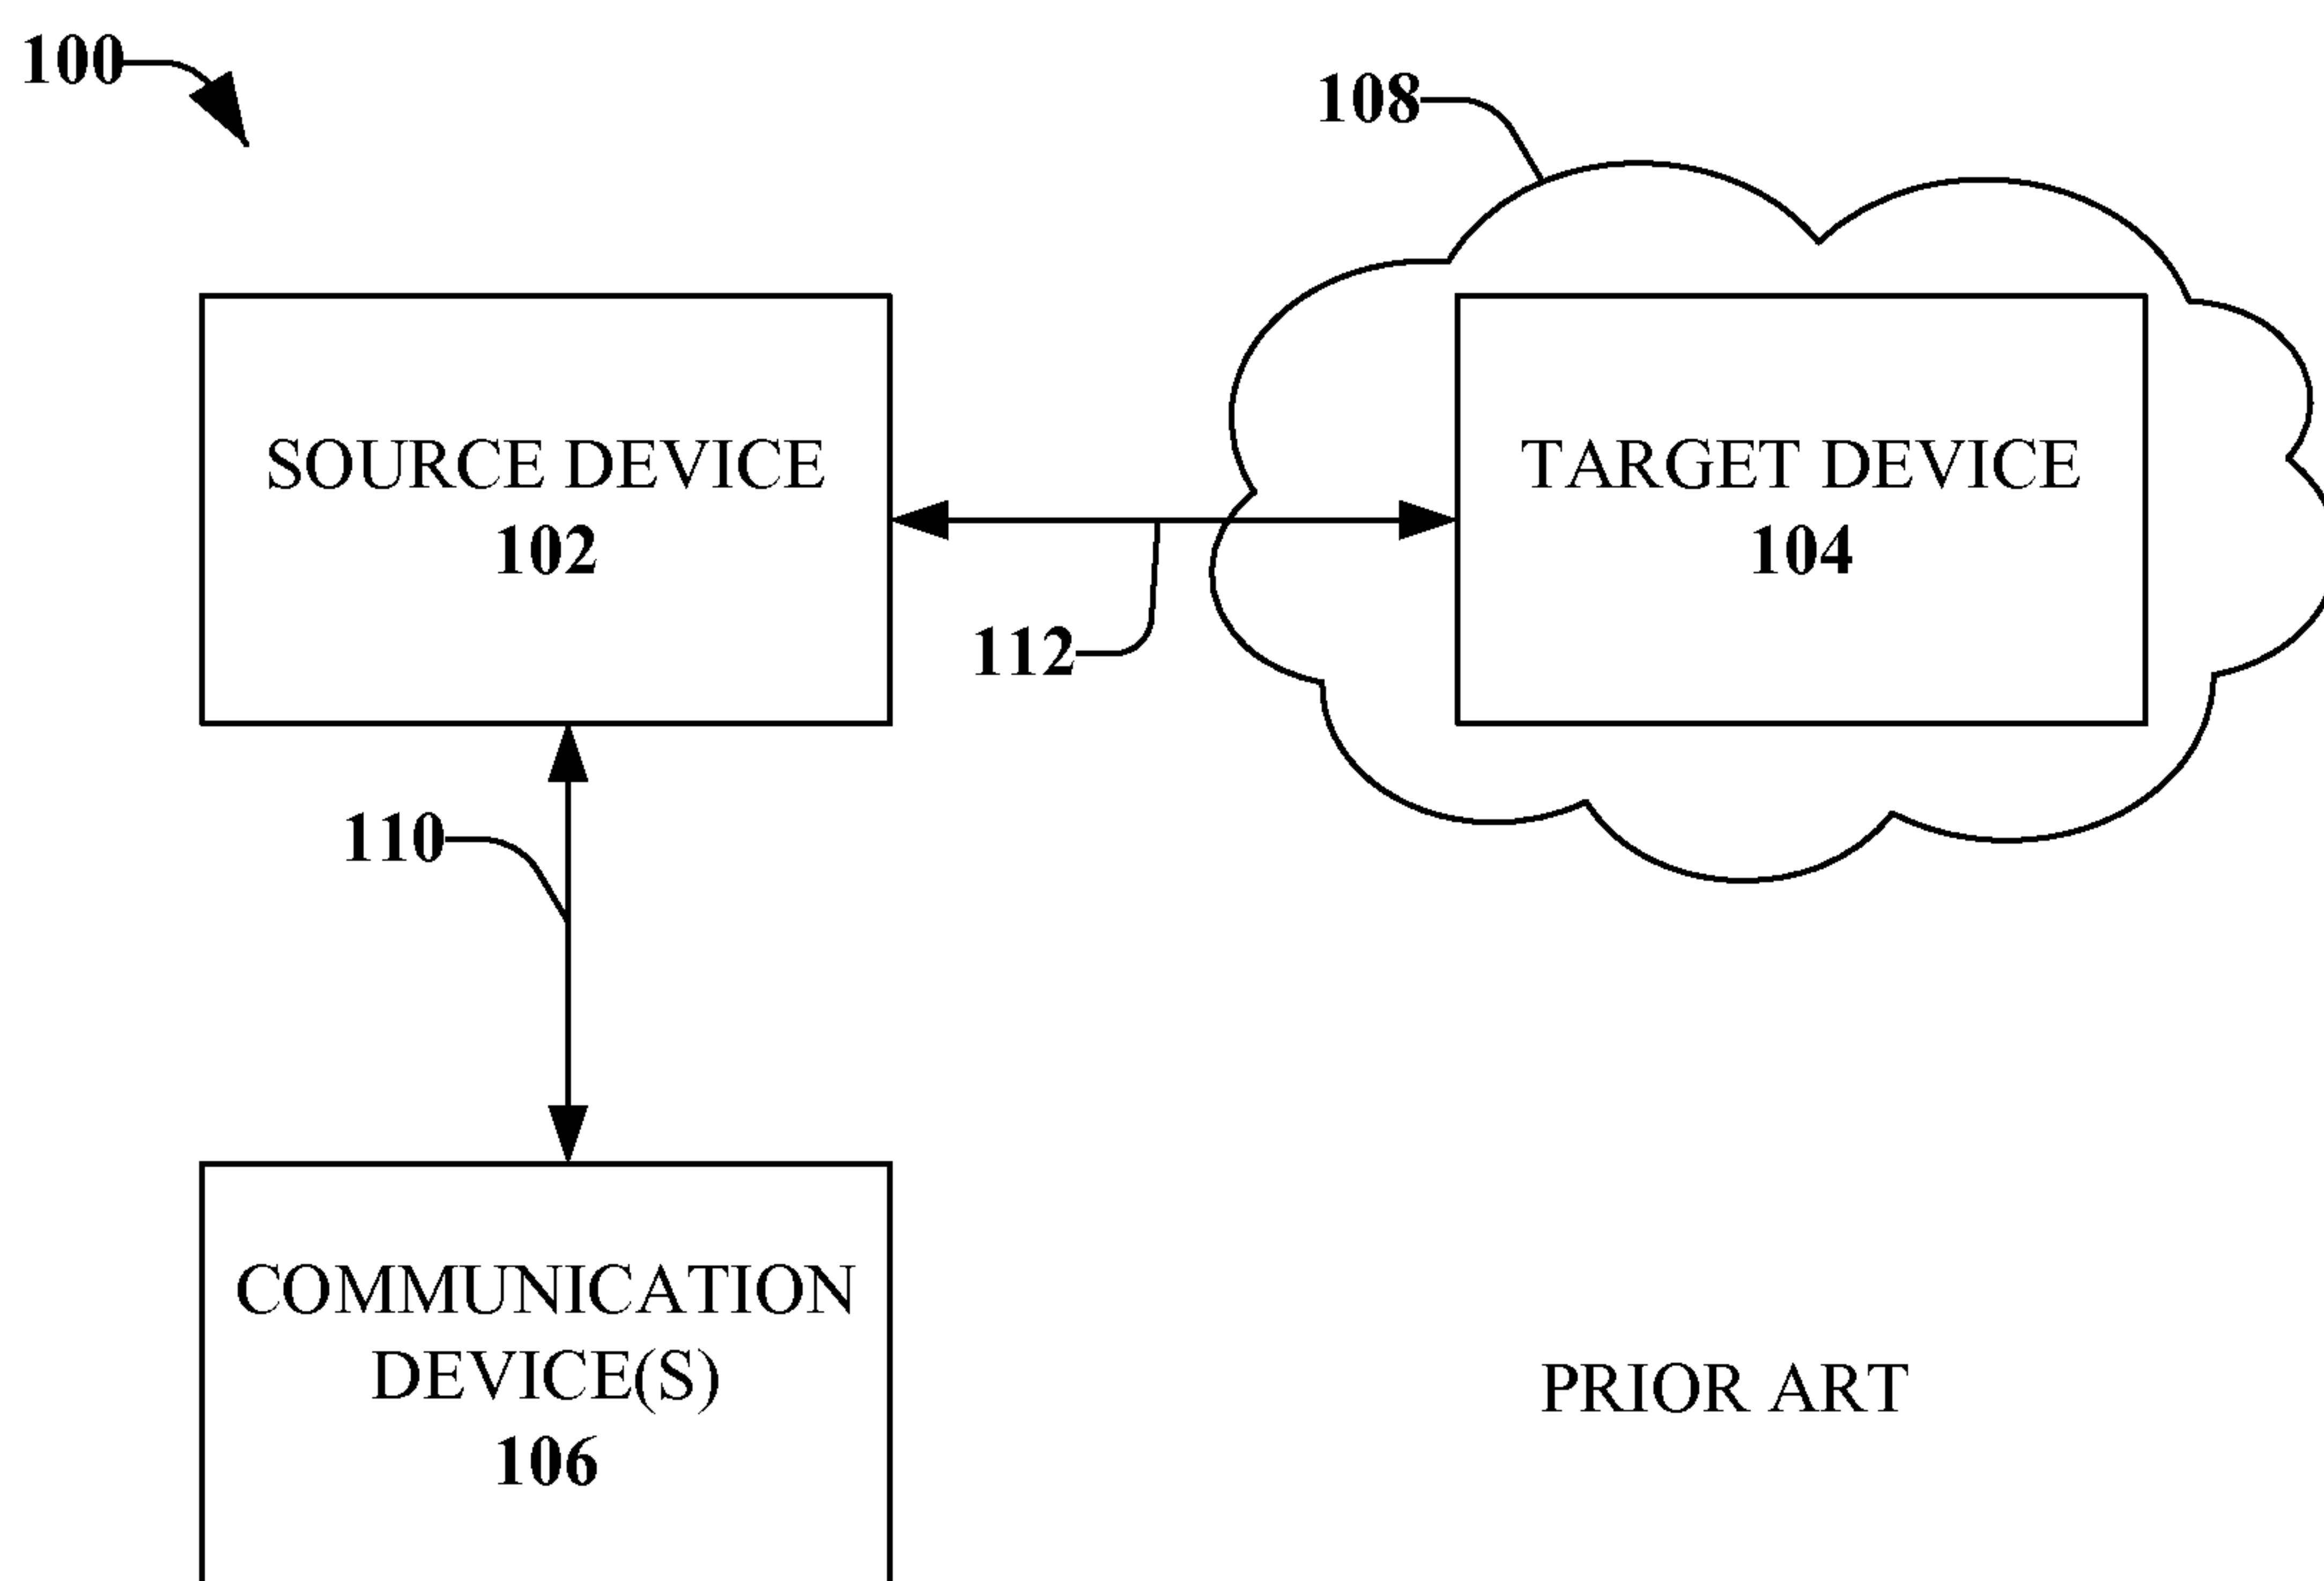 100
108
SOURCE DEVICE
102
TARGET DEVICE
104
112
110
COMMUNICATION
DEVICE(S)
106
PRIOR ART